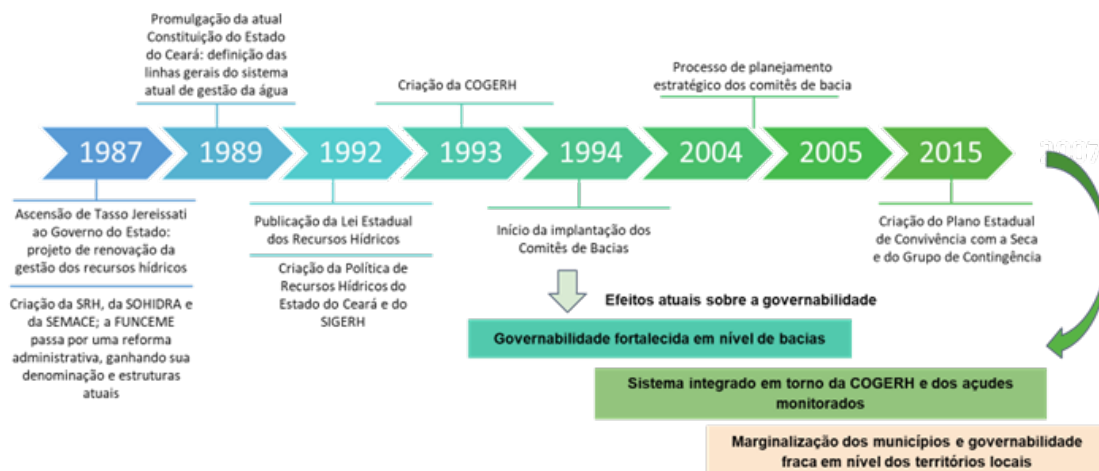 Promulgação da atual
Constituição do Estado
do Ceará: definição das
linhas gerais do sistema
atual de gestão da água
Criação da COGERH
Processo de planejamento
estratégico dos comitês de bacia
1987
1989
1992
1993
1994
2004
2005
2015
Ascensão de Tasso Jereissati
ao Governo do Estado:
projeto de renovação da
gestão dos recursos hídricos
Criação da SRH, da SOHIDRA e
da SEMACE; a FUNCEME
passa por uma reforma
administrativa, ganhando sua
denominação e estruturas
atuais
Publicação da Lei Estadual
dos Recursos Hídricos
Criação da Política de
Recursos Hídricos do
Estado do Ceará e do
SIGERH
Início da implantação dos
Comitês de Bacias
Criação do Plano Estadual
de Convivência com a Seca
e do Grupo de Contingência
Efeitos atuais sobre a governabilidade
Governabilidade fortalecida em nível de bacias
Sistema integrado em torno da COGERH e dos açudes
monitorados
Marginalização dos municípios e governabilidade
fraca em nível dos territórios locais